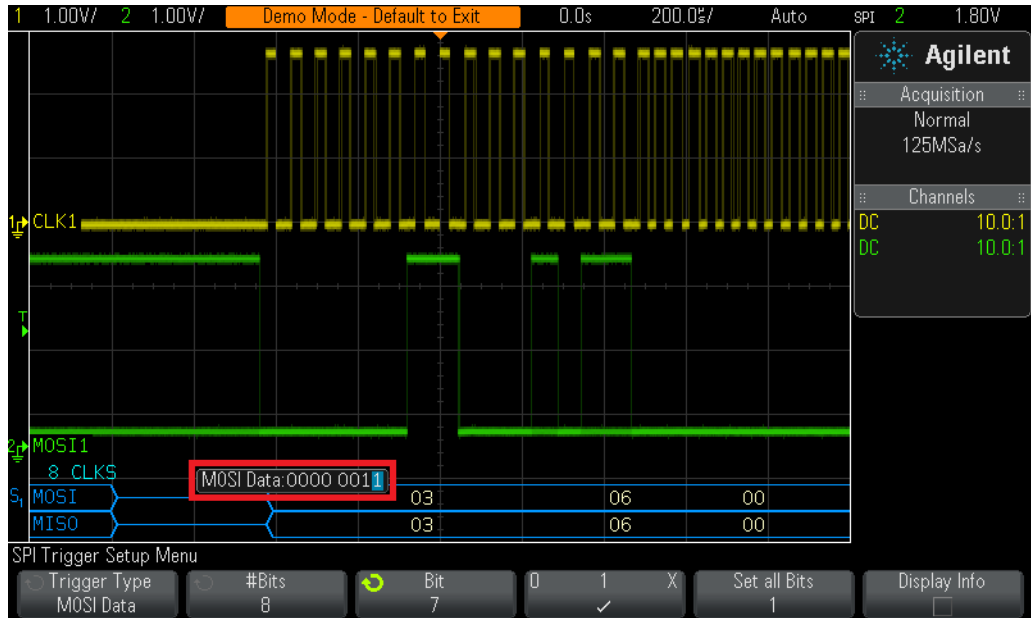 1 1.00V/ 2 1.00V/ Demo Mode - Default to Exit 0.0s 200.0s/ Auto SPI 2 1.80V
Agilent
Acquisition
Normal
125MSa/s
Channels
DC 10.0:1
DC 10.0:1
1 CLK1
T
2 MOSI1
8 CLKS
MOSI Data:0000 0011
S1 MOSI 03 06 00
MISO 03 06 00
SPI Trigger Setup Menu
Trigger Type #Bits Bit 0 1 X Set all Bits Display Info
MOSI Data 8 7 ✓ 1